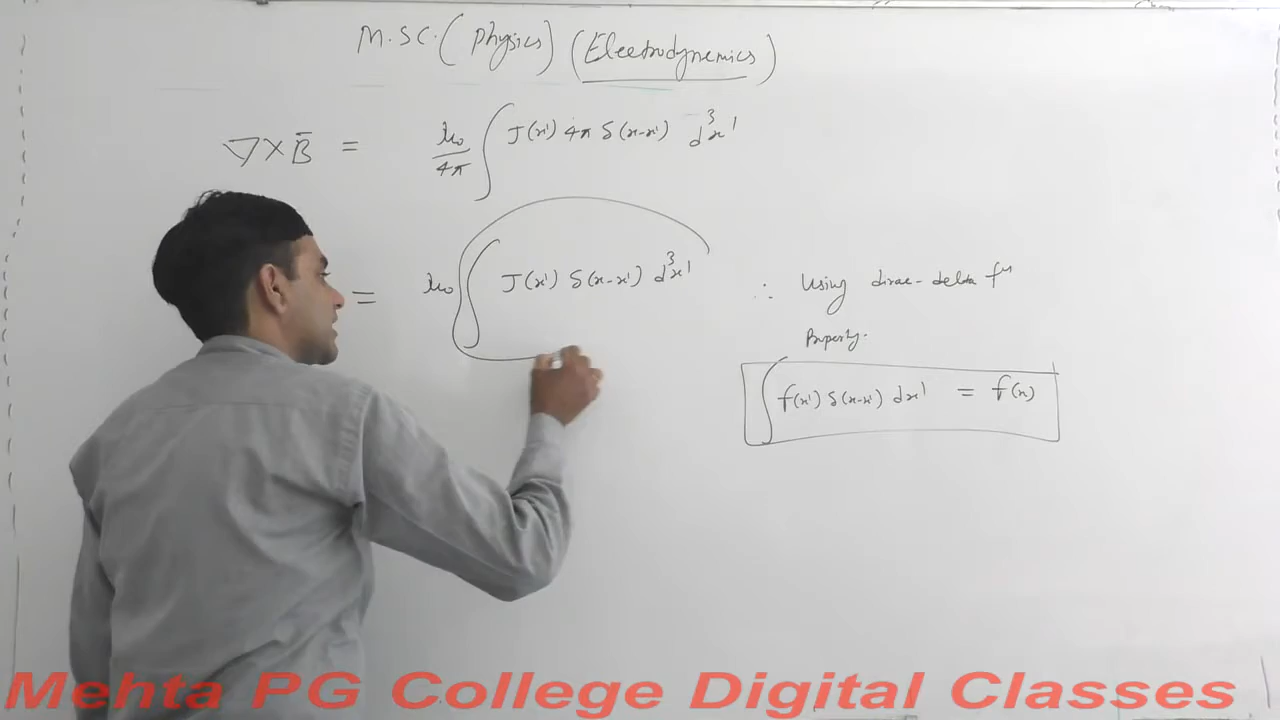 M.SC. (Physics) (Electrodynemics)
∇×B̄ = μ₀/4π ∫ J(x') 4π δ(x-x') d³x'
= μ₀ ∫ J(x') δ(x-x') d³x'
∴ Using dirac-delta fⁿ
Property.
∫ f(x') δ(x-x') dx' = f(x)
Mehta PG College Digital Classes